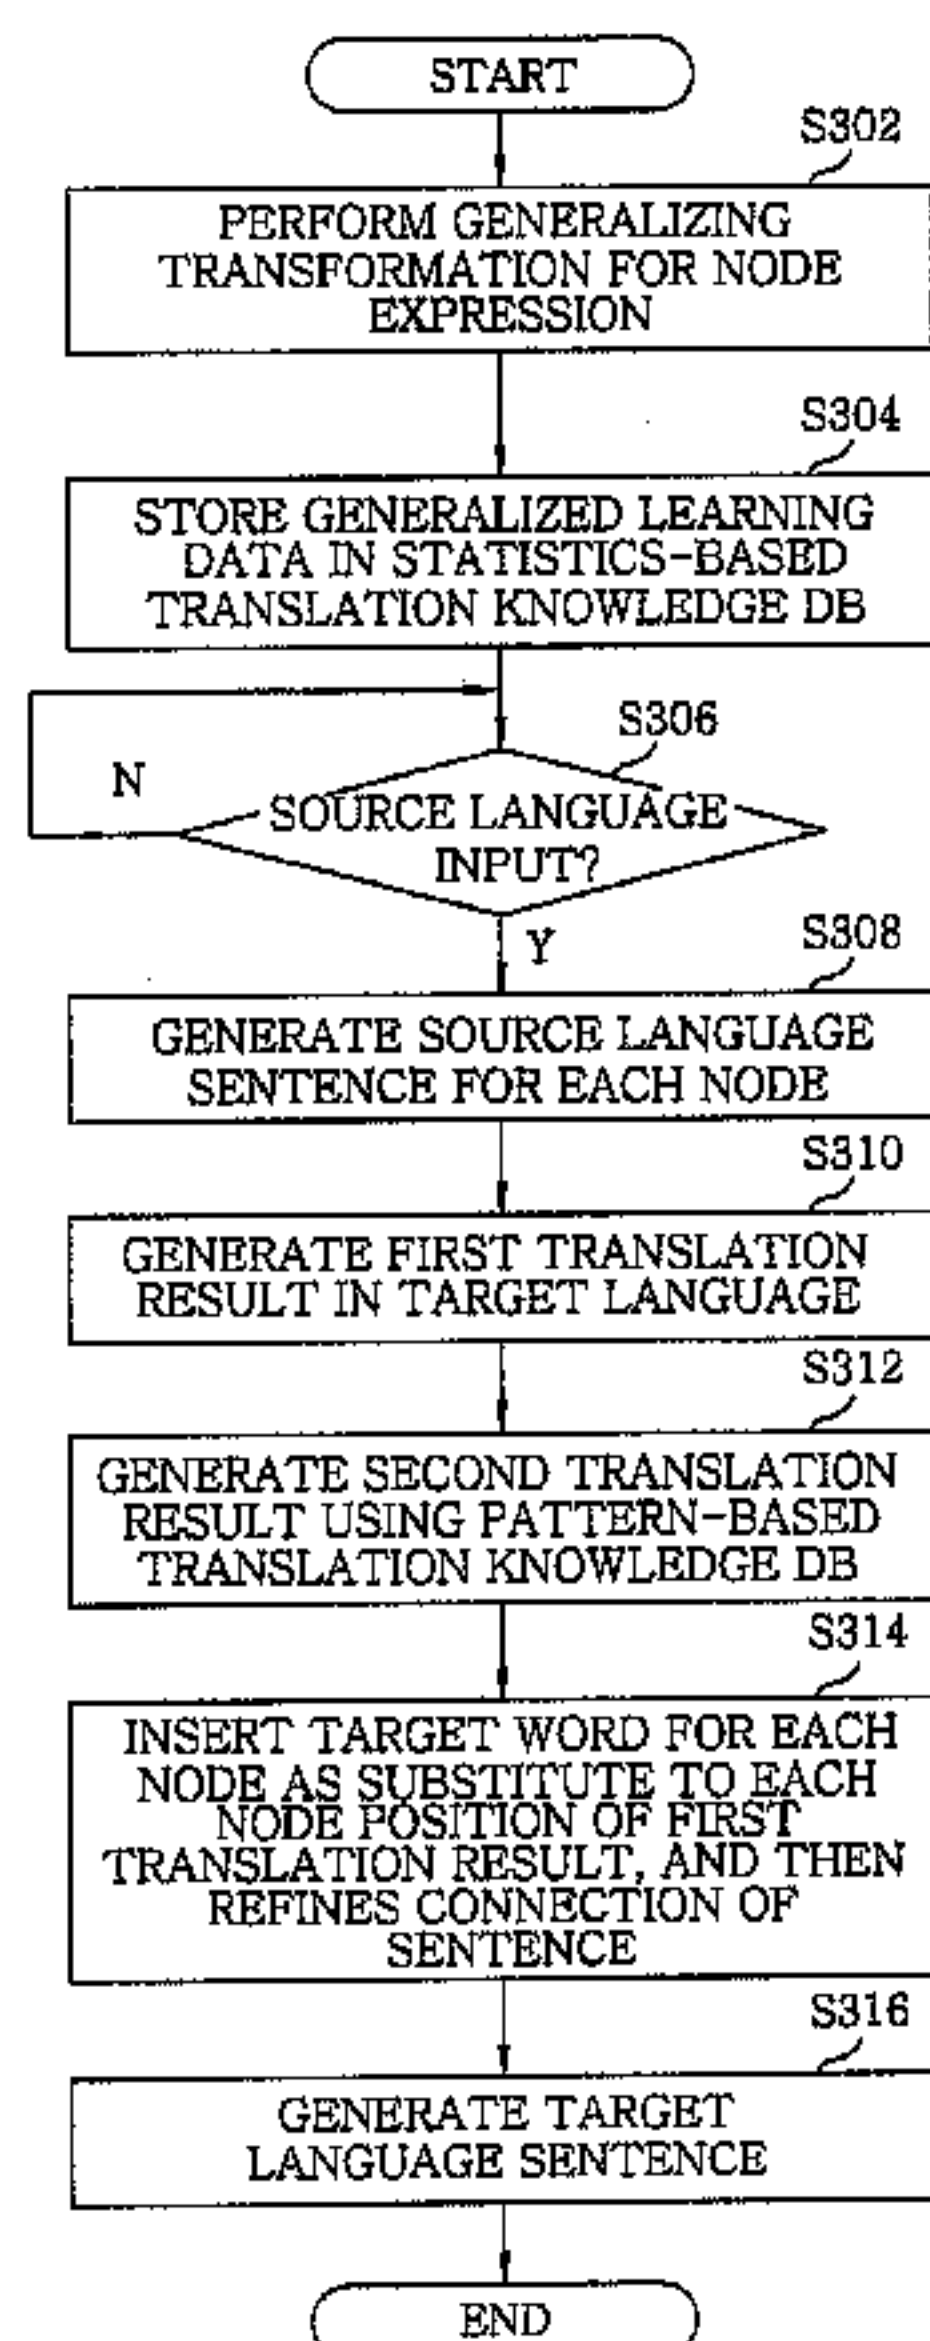 START
S302
PERFORM GENERALIZING
TRANSFORMATION FOR NODE
EXPRESSION
S304
STORE GENERALIZED LEARNING
DATA IN STATISTICS-BASED
TRANSLATION KNOWLEDGE DB
S306
N
SOURCE LANGUAGE
INPUT?
Y
S308
GENERATE SOURCE LANGUAGE
SENTENCE FOR EACH NODE
S310
GENERATE FIRST TRANSLATION
RESULT IN TARGET LANGUAGE
S312
GENERATE SECOND TRANSLATION
RESULT USING PATTERN-BASED
TRANSLATION KNOWLEDGE DB
S314
INSERT TARGET WORD FOR EACH
NODE AS SUBSTITUTE TO EACH
NODE POSITION OF FIRST
TRANSLATION RESULT, AND THEN
REFINES CONNECTION OF
SENTENCE
S316
GENERATE TARGET
LANGUAGE SENTENCE
END